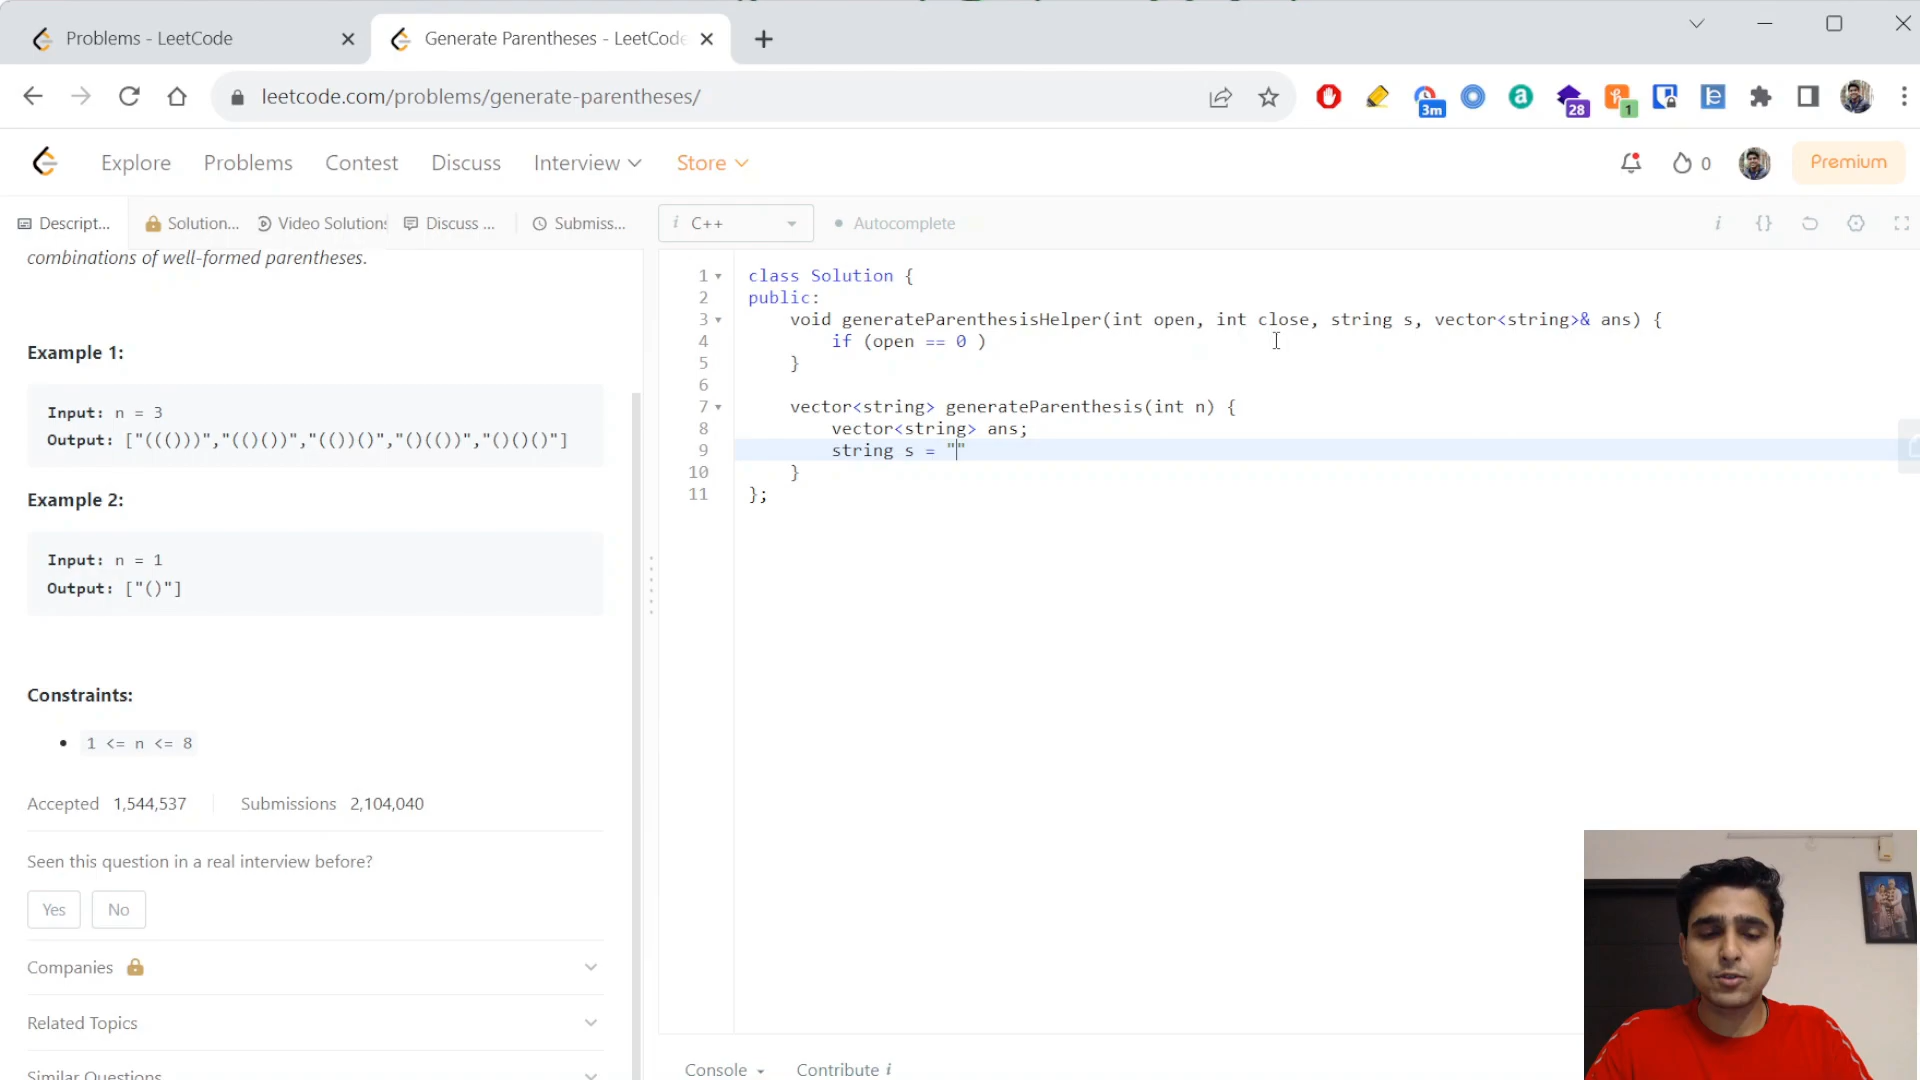 Problems - LeetCode
Generate Parentheses - LeetCode
leetcode.com/problems/generate-parentheses/
3m
28
1
Explore
Problems
Contest
Discuss
Interview
Store
0
Premium
Descript...
Solution...
Video Solution
Discuss ...
Submiss...
i C++
Autocomplete
i {}
combinations of well-formed parentheses.
Example 1:
Input: n = 3
Output: ["((()))","(()())","(())()","()(())","()()()"]
Example 2:
Input: n = 1
Output: ["()"]
Constraints:
1 <= n <= 8
Accepted 1,544,537
Submissions 2,104,040
Seen this question in a real interview before?
Yes
No
Companies
Related Topics
Similar Questions
1 class Solution {
2 public:
3 void generateParenthesisHelper(int open, int close, string s, vector<string>& ans) {
4 if (open == 0 )
5 }
6
7 vector<string> generateParenthesis(int n) {
8 vector<string> ans;
9 string s = ""
10 }
11 };
Console
Contribute i